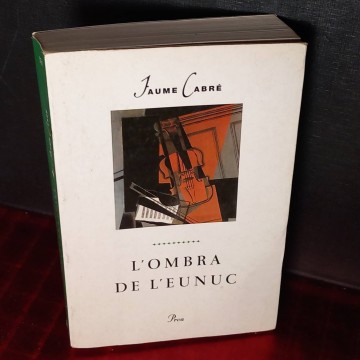 JAUME CABRÉ
L'OMBRA
DE L'EUNUC
Proa